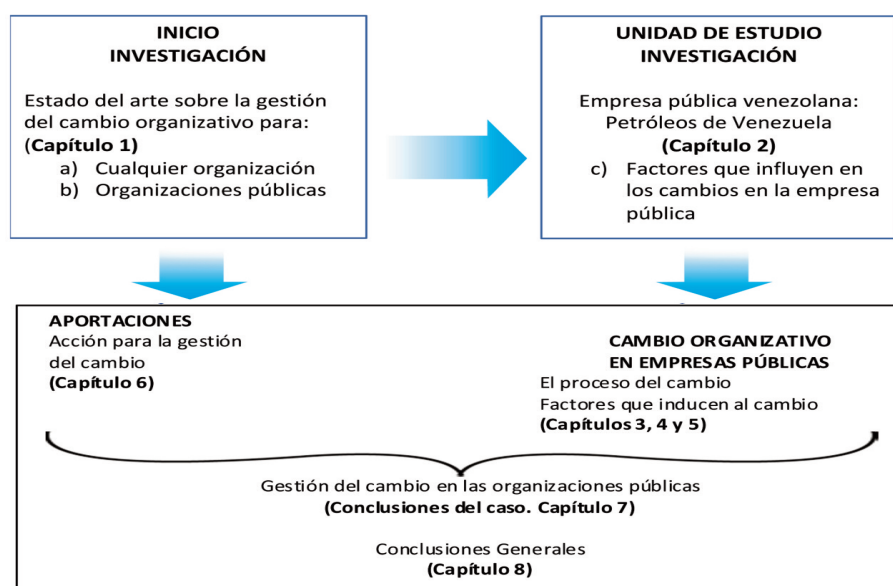 INICIO
INVESTIGACIÓN
Estado del arte sobre la gestión
del cambio organizativo para:
(Capítulo 1)
a) Cualquier organización
b) Organizaciones públicas
UNIDAD DE ESTUDIO
INVESTIGACIÓN
Empresa pública venezolana:
Petróleos de Venezuela
(Capítulo 2)
c) Factores que influyen en
los cambios en la empresa
pública
APORTACIONES
Acción para la gestión
del cambio
(Capítulo 6)
CAMBIO ORGANIZATIVO
EN EMPRESAS PÚBLICAS
El proceso del cambio
Factores que inducen al cambio
(Capítulos 3, 4 y 5)
Gestión del cambio en las organizaciones públicas
(Conclusiones del caso. Capítulo 7)
Conclusiones Generales
(Capítulo 8)